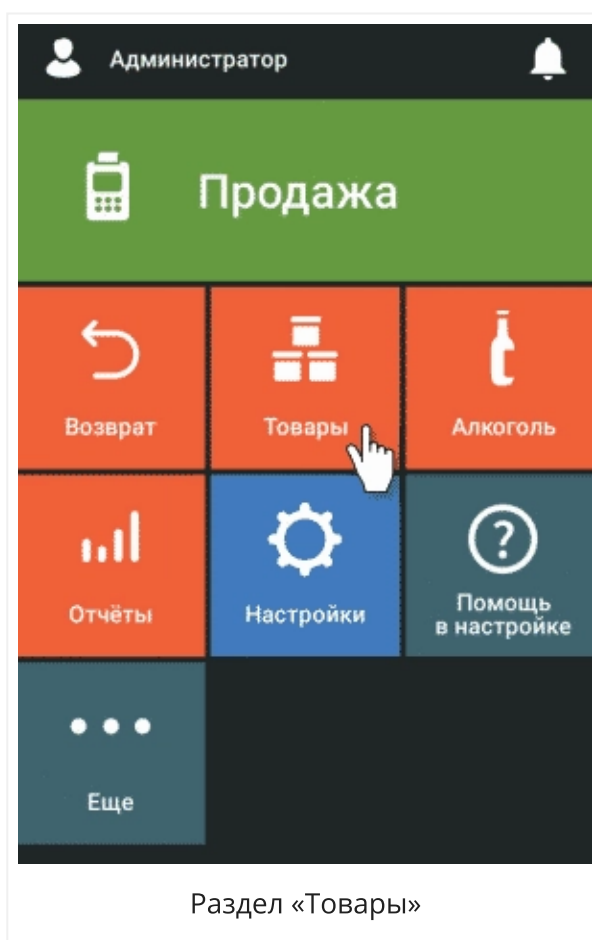 Администратор
Продажа
Возврат
Товары
Алкоголь
Отчёты
Настройки
Помощь
в настройке
Еще
Раздел «Товары»